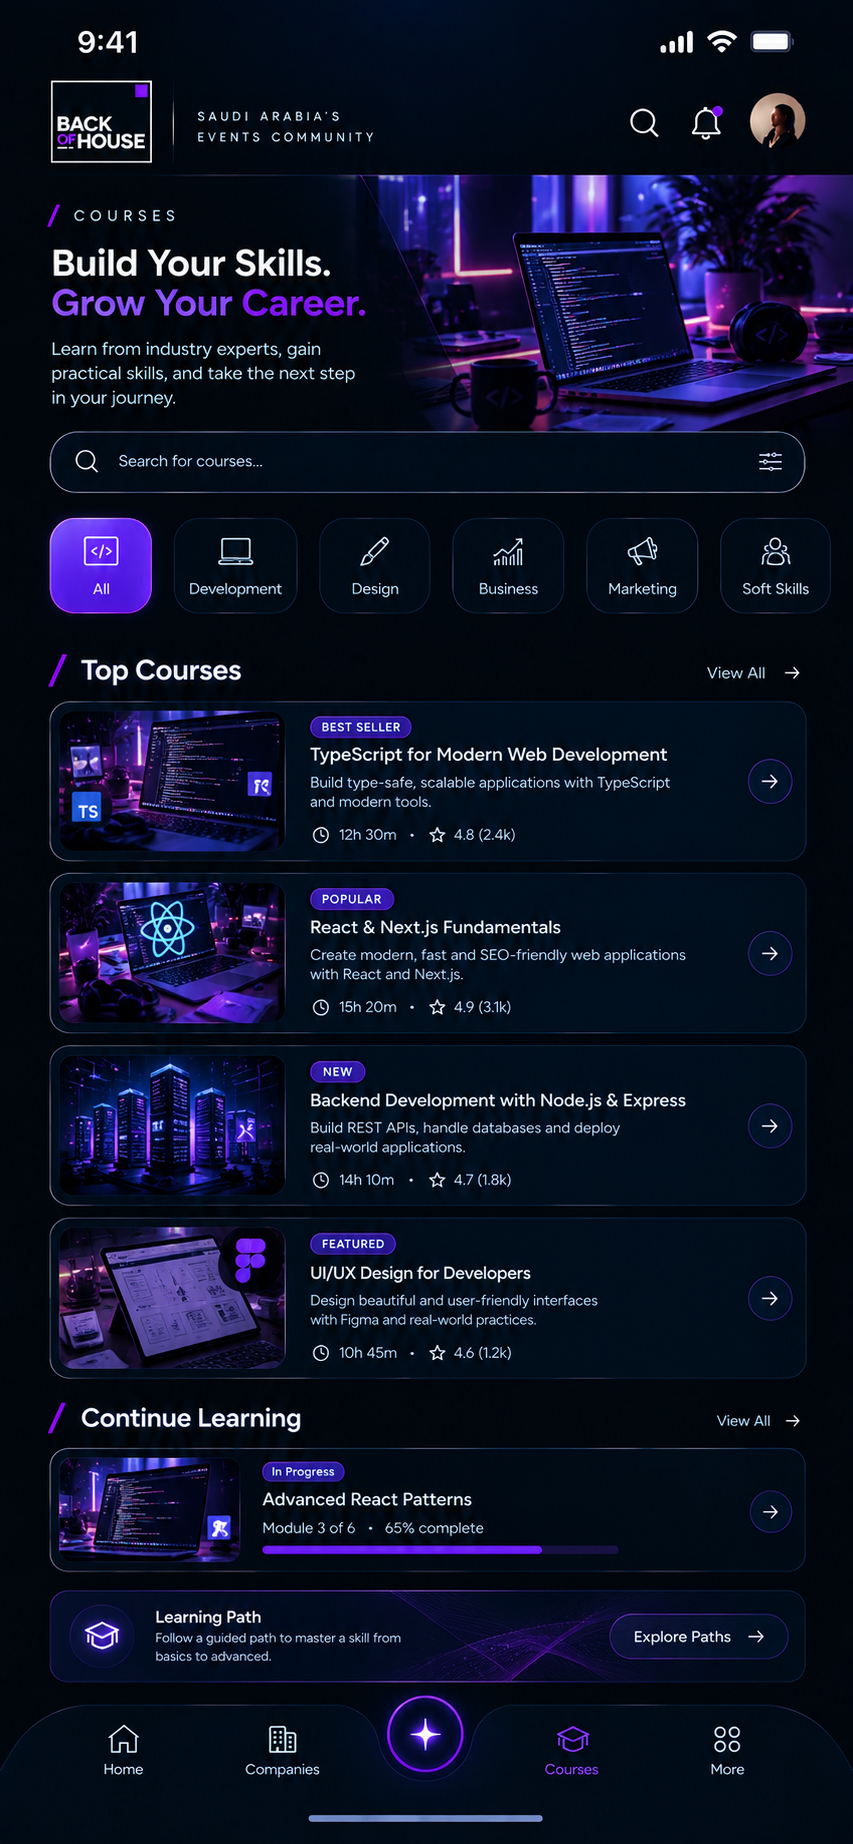 9:41
BACK
OF HOUSE
SAUDI ARABIA'S
EVENTS COMMUNITY
/ COURSES
Build Your Skills.
Grow Your Career.
Learn from industry experts, gain
practical skills, and take the next step
in your journey.
Search for courses...
</>
All
Development
Design
Business
Marketing
Soft Skills
/ Top Courses
View All →
TS
BEST SELLER
TypeScript for Modern Web Development
Build type-safe, scalable applications with TypeScript
and modern tools.
12h 30m • 4.8 (2.4k)
POPULAR
React & Next.js Fundamentals
Create modern, fast and SEO-friendly web applications
with React and Next.js.
15h 20m • 4.9 (3.1k)
NEW
Backend Development with Node.js & Express
Build REST APIs, handle databases and deploy
real-world applications.
14h 10m • 4.7 (1.8k)
FEATURED
UI/UX Design for Developers
Design beautiful and user-friendly interfaces
with Figma and real-world practices.
10h 45m • 4.6 (1.2k)
/ Continue Learning
View All →
In Progress
Advanced React Patterns
Module 3 of 6 • 65% complete
Learning Path
Follow a guided path to master a skill from
basics to advanced.
Explore Paths →
Home
Companies
Courses
More